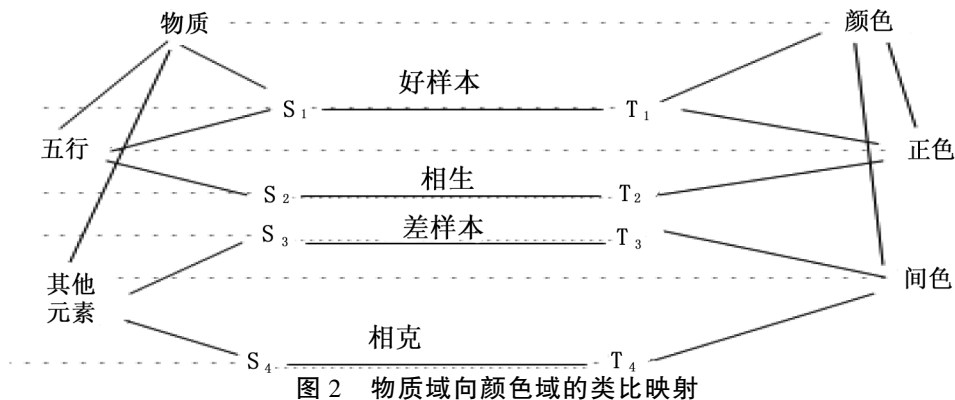 物质 颜色
好样本
S₁ T₁
五行 正色
相生
S₂ T₂
差样本
S₃ T₃
其他 间色
元素
相克
S₄ T₄
图 2 物质域向颜色域的类比映射